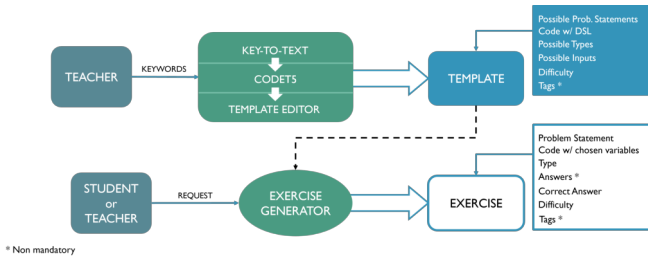 KEY-TO-TEXT
TEACHER
KEYWORDS
CODET5
TEMPLATE EDITOR
TEMPLATE
Possible Prob. Statements
Code w/ DSL
Possible Types
Possible Inputs
Difficulty
Tags *
STUDENT
or
TEACHER
REQUEST
EXERCISE
GENERATOR
EXERCISE
Problem Statement
Code w/ chosen variables
Type
Answers *
Correct Answer
Difficulty
Tags *
* Non mandatory